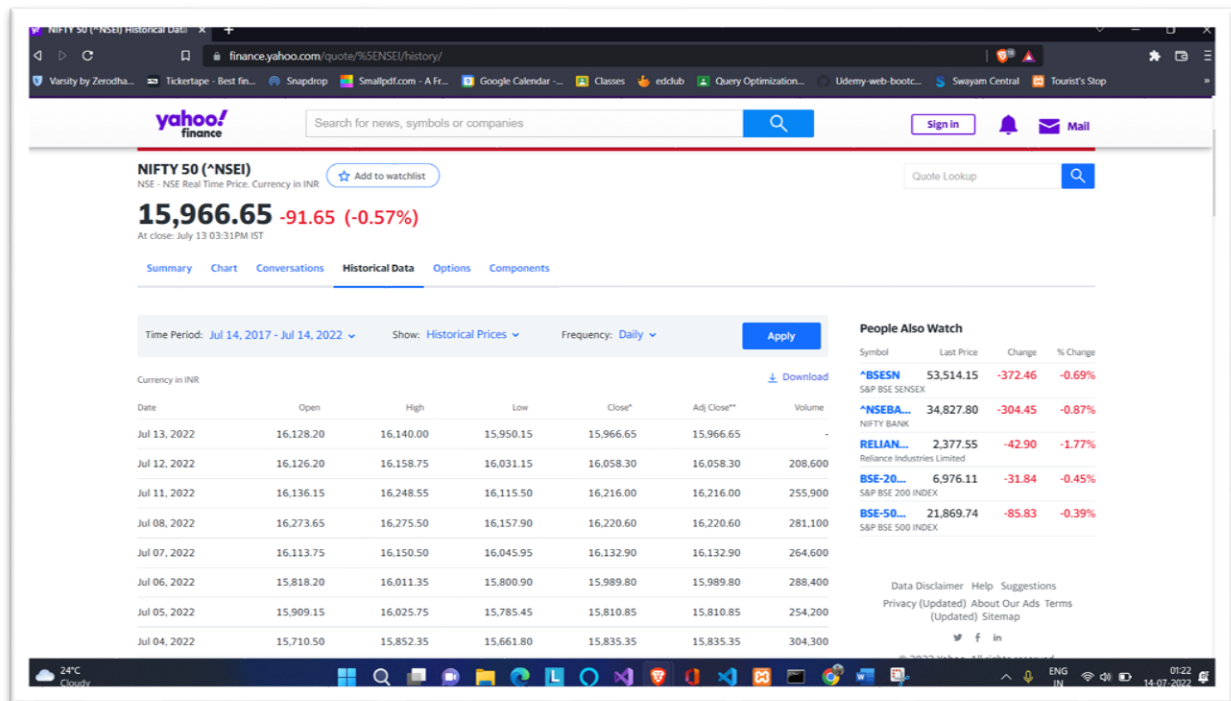 NIFTY 50 (^NSEI) Historical Data
finance.yahoo.com/quote/%5ENSEI/history/
Varsity by Zerodha... Tickertape - Best fin... Snapdrop Smallpdf.com - A Fr... Google Calendar -... Classes edclub Query Optimization... Udemy-web-bootc... Swayam Central Tourist's Stop »
yahoo! finance
Search for news, symbols or companies
Sign in
Mail
NIFTY 50 (^NSEI)
NSE - NSE Real Time Price. Currency in INR
Add to watchlist
Quote Lookup
15,966.65 -91.65 (-0.57%)
At close: July 13 03:31PM IST
Summary Chart Conversations Historical Data Options Components
Time Period: Jul 14, 2017 - Jul 14, 2022 Show: Historical Prices Frequency: Daily Apply
Currency in INR Download
Date Open High Low Close* Adj Close** Volume
Jul 13, 2022 16,128.20 16,140.00 15,950.15 15,966.65 15,966.65 -
Jul 12, 2022 16,126.20 16,158.75 16,031.15 16,058.30 16,058.30 208,600
Jul 11, 2022 16,136.15 16,248.55 16,115.50 16,216.00 16,216.00 255,900
Jul 08, 2022 16,273.65 16,275.50 16,157.90 16,220.60 16,220.60 281,100
Jul 07, 2022 16,113.75 16,150.50 16,045.95 16,132.90 16,132.90 264,600
Jul 06, 2022 15,818.20 16,011.35 15,800.90 15,989.80 15,989.80 288,400
Jul 05, 2022 15,909.15 16,025.75 15,785.45 15,810.85 15,810.85 254,200
Jul 04, 2022 15,710.50 15,852.35 15,661.80 15,835.35 15,835.35 304,300
People Also Watch
Symbol Last Price Change % Change
^BSESN 53,514.15 -372.46 -0.69%
S&P BSE SENSEX
^NSEBA... 34,827.80 -304.45 -0.87%
NIFTY BANK
RELIAN... 2,377.55 -42.90 -1.77%
Reliance Industries Limited
BSE-20... 6,976.11 -31.84 -0.45%
S&P BSE 200 INDEX
BSE-50... 21,869.74 -85.83 -0.39%
S&P BSE 500 INDEX
Data Disclaimer Help Suggestions
Privacy (Updated) About Our Ads Terms
(Updated) Sitemap
© 2022 Yahoo. All rights reserved
24°C
Cloudy
ENG
IN
01:22
14-07-2022